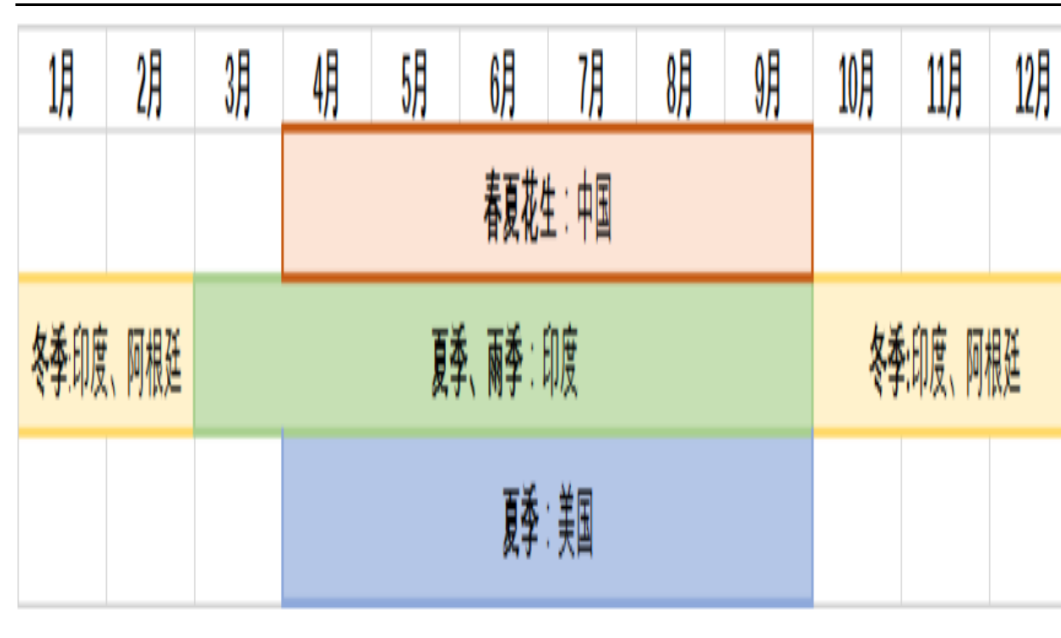 1月 2月 3月 4月 5月 6月 7月 8月 9月 10月 11月 12月
春夏花生：中国
冬季:印度、阿根廷 夏季、雨季：印度 冬季:印度、阿根廷
夏季：美国